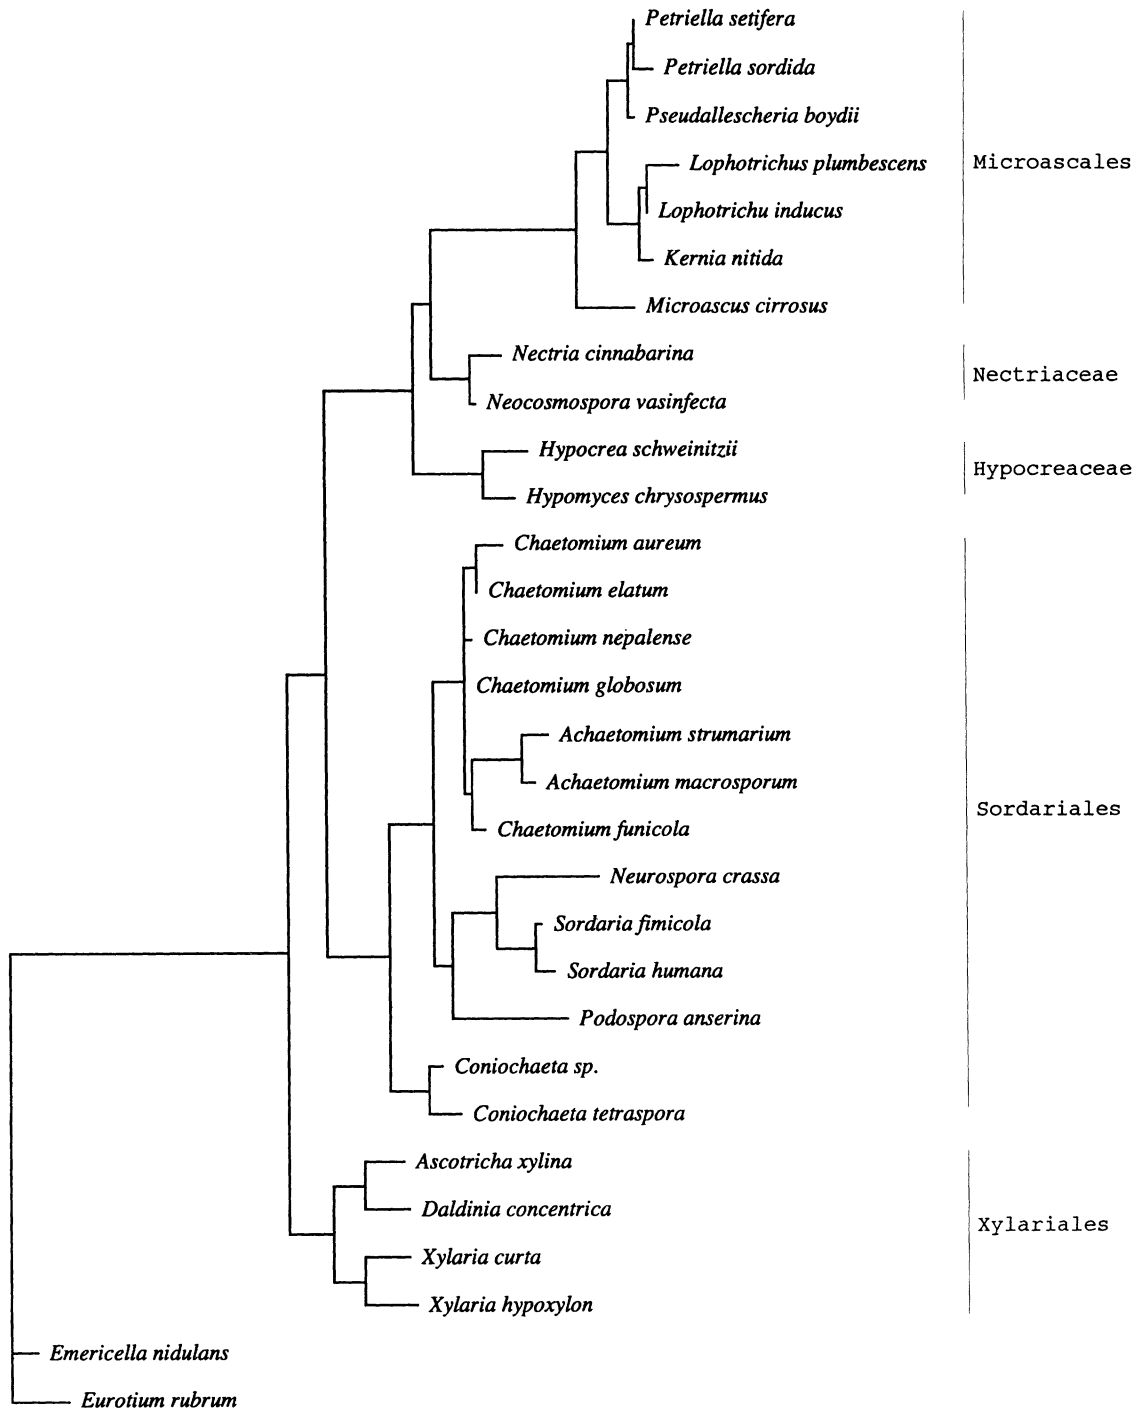 Petriella setifera
Petriella sordida
Pseudallescheria boydii
Lophotrichus plumbescens
Microascales
Lophotrichu inducus
Kernia nitida
Microascus cirrosus
Nectria cinnabarina
Nectriaceae
Neocosmospora vasinfecta
Hypocrea schweinitzii
Hypocreaceae
Hypomyces chrysospermus
Chaetomium aureum
Chaetomium elatum
Chaetomium nepalense
Chaetomium globosum
Achaetomium strumarium
Achaetomium macrosporum
Sordariales
Chaetomium funicola
Neurospora crassa
Sordaria fimicola
Sordaria humana
Podospora anserina
Coniochaeta sp.
Coniochaeta tetraspora
Ascotricha xylina
Daldinia concentrica
Xylariales
Xylaria curta
Xylaria hypoxylon
Emericella nidulans
Eurotium rubrum